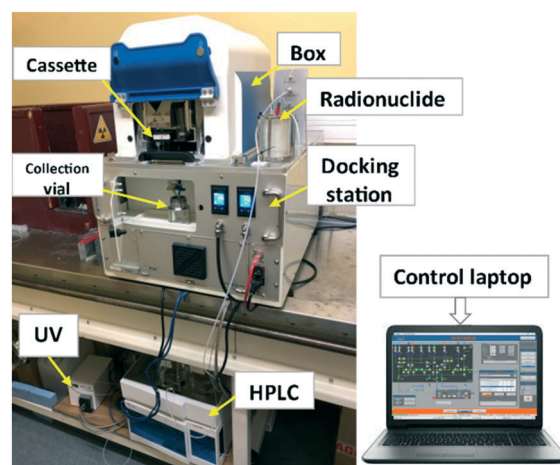 Box
Cassette
Radionuclide
Collection
vial
Docking
station
Control laptop
UV
HPLC